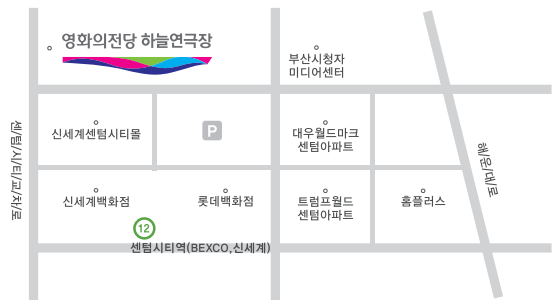 영화의전당 하늘연극장
부산시청자
미디어센터
신세계센텀시티몰
P
대우월드마크
센텀아파트
센/텀/시/티/교/차/로
해/운/대/로
신세계백화점
롯데백화점
트럼프월드
센텀아파트
홈플러스
12
센텀시티역(BEXCO,신세계)